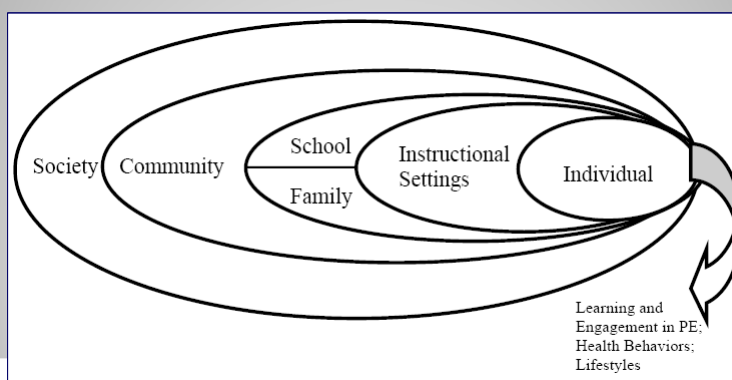 Society
Community
School
Family
Instructional
Settings
Individual
Learning and
Engagement in PE;
Health Behaviors;
Lifestyles